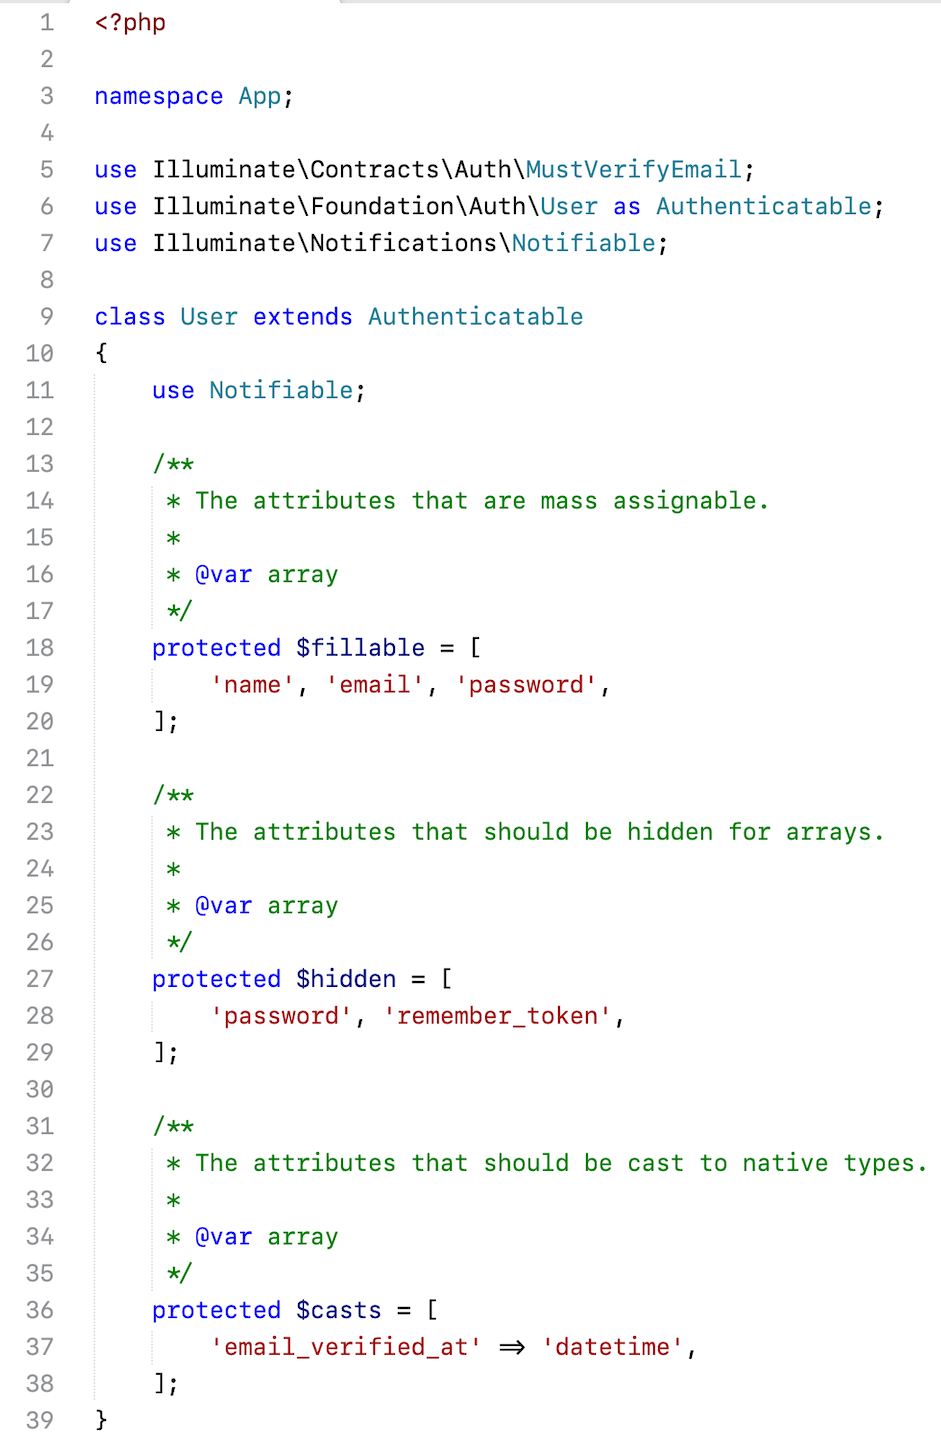 1 <?php
2
3 namespace App;
4
5 use Illuminate\Contracts\Auth\MustVerifyEmail;
6 use Illuminate\Foundation\Auth\User as Authenticatable;
7 use Illuminate\Notifications\Notifiable;
8
9 class User extends Authenticatable
10 {
11     use Notifiable;
12
13     /**
14      * The attributes that are mass assignable.
15      *
16      * @var array
17      */
18     protected $fillable = [
19         'name', 'email', 'password',
20     ];
21
22     /**
23      * The attributes that should be hidden for arrays.
24      *
25      * @var array
26      */
27     protected $hidden = [
28         'password', 'remember_token',
29     ];
30
31     /**
32      * The attributes that should be cast to native types.
33      *
34      * @var array
35      */
36     protected $casts = [
37         'email_verified_at' => 'datetime',
38     ];
39 }